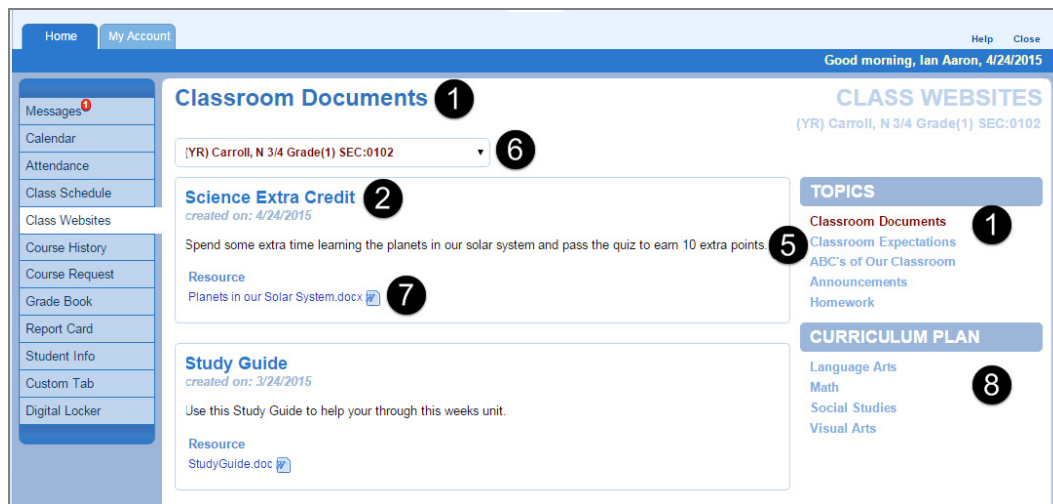 Home
My Account
Help Close
Good morning, Ian Aaron, 4/24/2015
Messages 1
Calendar
Attendance
Class Schedule
Class Websites
Course History
Course Request
Grade Book
Report Card
Student Info
Custom Tab
Digital Locker
Classroom Documents 1
(YR) Carroll, N 3/4 Grade(1) SEC:0102 6
Science Extra Credit 2
created on: 4/24/2015
Spend some extra time learning the planets in our solar system and pass the quiz to earn 10 extra points.
Resource
Planets in our Solar System.docx 7
Study Guide
created on: 3/24/2015
Use this Study Guide to help your through this weeks unit.
Resource
StudyGuide.doc
CLASS WEBSITES
(YR) Carroll, N 3/4 Grade(1) SEC:0102
TOPICS
Classroom Documents 1
5 Classroom Expectations
ABC's of Our Classroom
Announcements
Homework
CURRICULUM PLAN
Language Arts
Math 8
Social Studies
Visual Arts